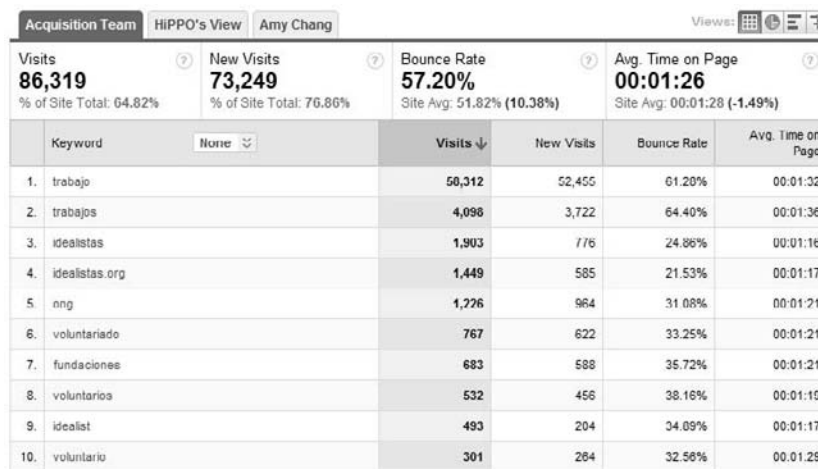 Acquisition Team HiPPO's View Amy Chang Views:
Visits ? New Visits ? Bounce Rate ? Avg. Time on Page ?
86,319 73,249 57.20% 00:01:26
% of Site Total: 64.82% % of Site Total: 76.86% Site Avg: 51.82% (10.38%) Site Avg: 00:01:28 (-1.49%)
Keyword None Visits ↓ New Visits Bounce Rate Avg. Time on
Page
1. trabajo 58,312 52,455 61.28% 00:01:32
2. trabajos 4,098 3,722 64.40% 00:01:36
3. idealistas 1,903 776 24.86% 00:01:16
4. idealistas.org 1,449 585 21.53% 00:01:17
5. ong 1,226 964 31.08% 00:01:21
6. voluntariado 767 622 33.25% 00:01:21
7. fundaciones 683 588 35.72% 00:01:21
8. voluntarios 532 456 38.16% 00:01:19
9. idealist 493 204 34.89% 00:01:17
10. voluntario 301 264 32.56% 00:01:29